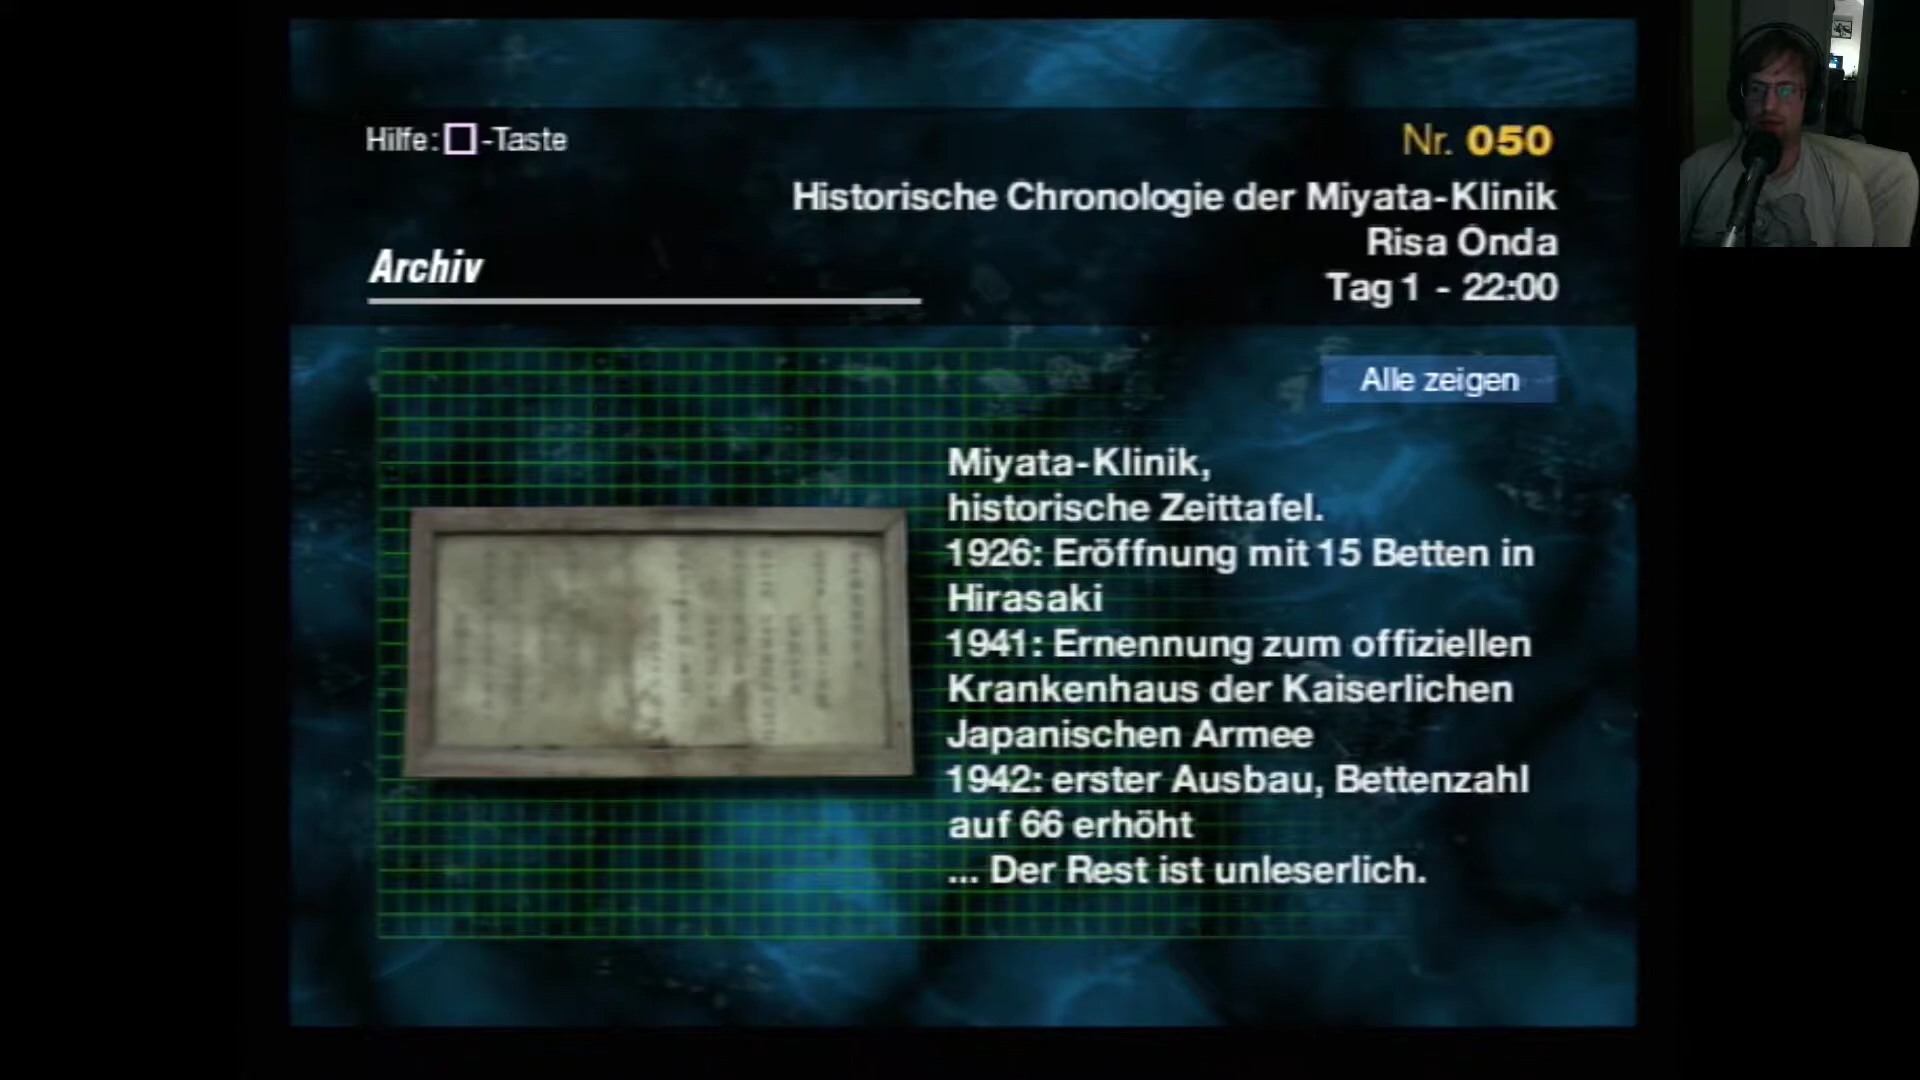 Hilfe: -Taste
Nr. 050
Historische Chronologie der Miyata-Klinik
Risa Onda
Tag 1 - 22:00
Archiv
Alle zeigen
Miyata-Klinik,
historische Zeittafel.
1926: Eröffnung mit 15 Betten in
Hirasaki
1941: Ernennung zum offiziellen
Krankenhaus der Kaiserlichen
Japanischen Armee
1942: erster Ausbau, Bettenzahl
auf 66 erhöht
... Der Rest ist unleserlich.